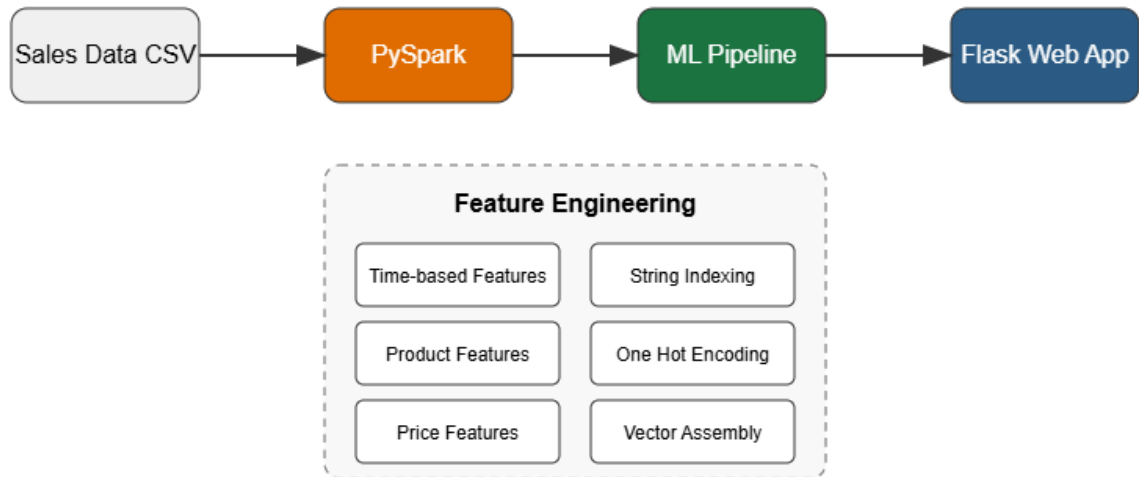 Sales Data CSV
PySpark
ML Pipeline
Flask Web App
Feature Engineering
Time-based Features
String Indexing
Product Features
One Hot Encoding
Price Features
Vector Assembly